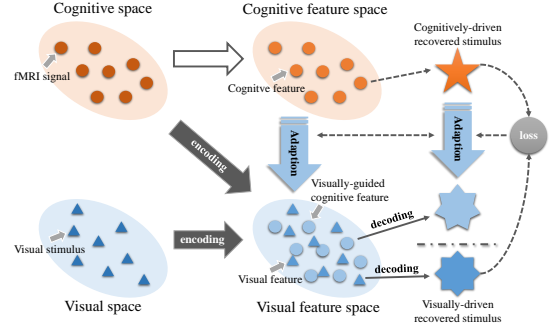 Cognitive space
Cognitive feature space
Cognitively-driven
recovered stimulus
fMRI signal
Cognitve feature
encoding
Adaption
Adaption
loss
Visually-guided
cognitive feature
decoding
Visual stimulus
encoding
Visual feature
decoding
Visual space
Visual feature space
Visually-driven
recovered stimulus